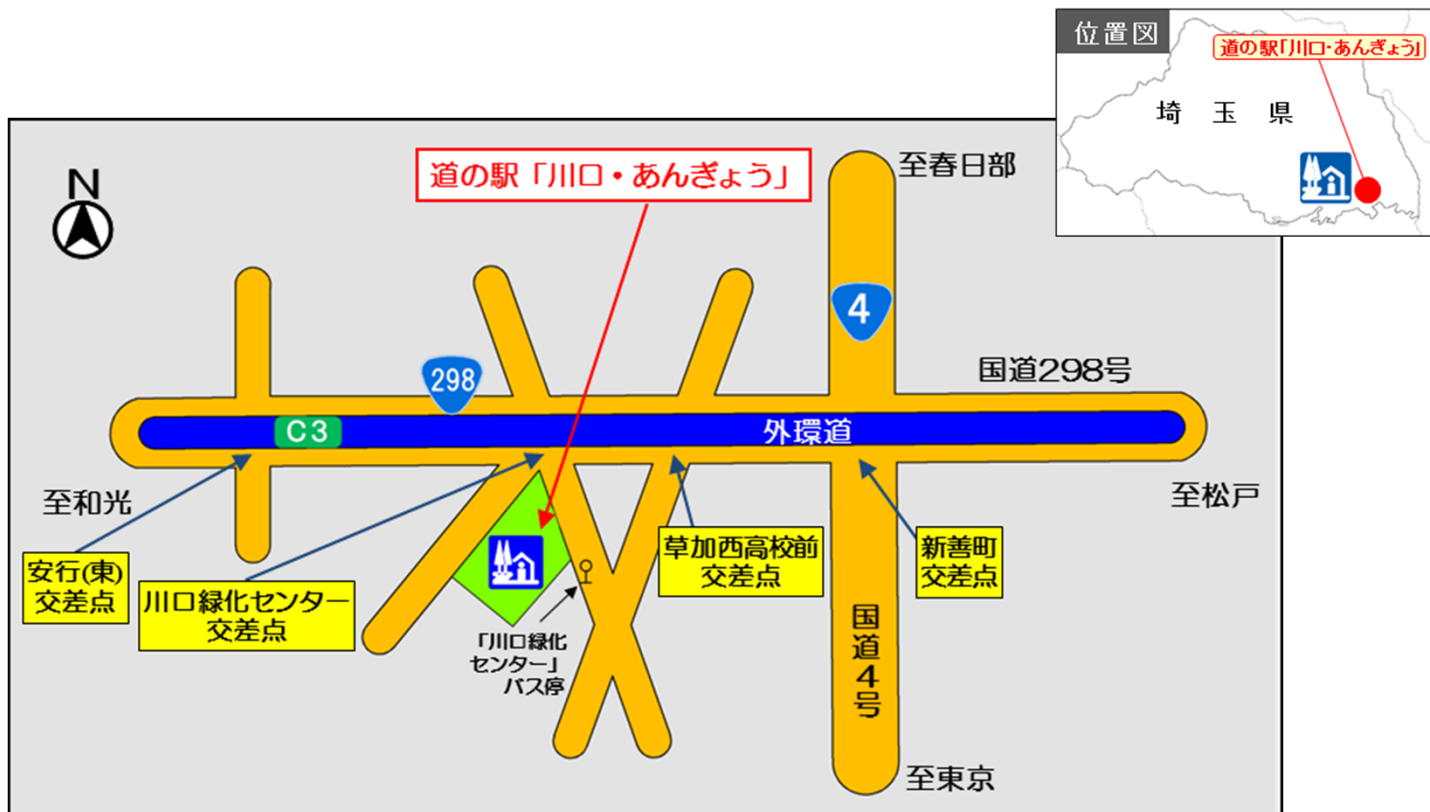 位置図
道の駅「川口・あんぎょう」
埼玉県
N
道の駅「川口・あんぎょう」
至春日部
4
298
国道298号
C3
外環道
至和光
至松戸
安行(東)
交差点
川口緑化センター
交差点
草加西高校前
交差点
新善町
交差点
「川口緑化
センター」
バス停
国道4号
至東京